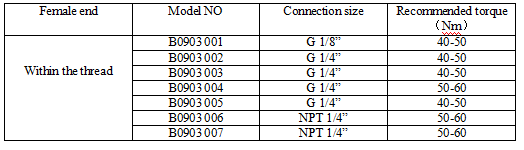 Female end Model NO Connection size Recommended torque
(Nm)
B0903 001 G 1/8” 40-50
B0903 002 G 1/4” 40-50
Within the thread B0903 003 G 1/4” 40-50
B0903 004 G 1/4” 50-60
B0903 005 G 1/4” 40-50
B0903 006 NPT 1/4” 50-60
B0903 007 NPT 1/4” 50-60